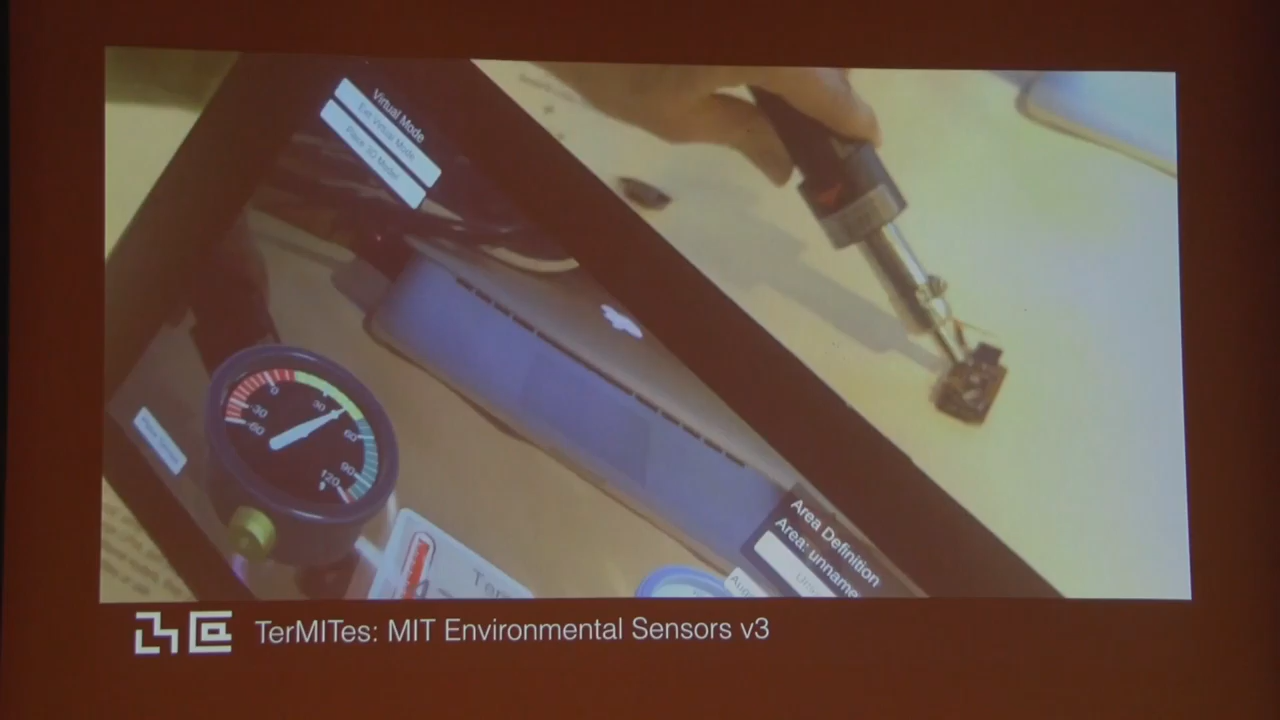 Virtual Mode
Exit Virtual Mode
Place 3D Model
-60
-30
0
30
60
90
120
Area Definition
Area: unname
TerMITes: MIT Environmental Sensors v3